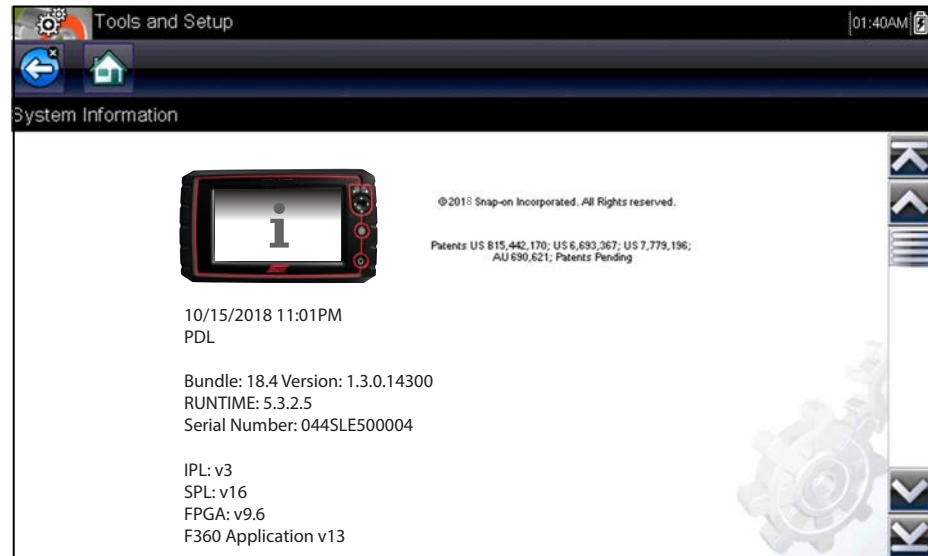 Tools and Setup
01:40AM
System Information
©2018 Snap-on Incorporated. All Rights reserved.
Patents US 815,442,170; US 6,693,367; US 7,779,196;
AU 690,621; Patents Pending
10/15/2018 11:01PM
PDL
Bundle: 18.4 Version: 1.3.0.14300
RUNTIME: 5.3.2.5
Serial Number: 044SLE500004
IPL: v3
SPL: v16
FPGA: v9.6
F360 Application v13